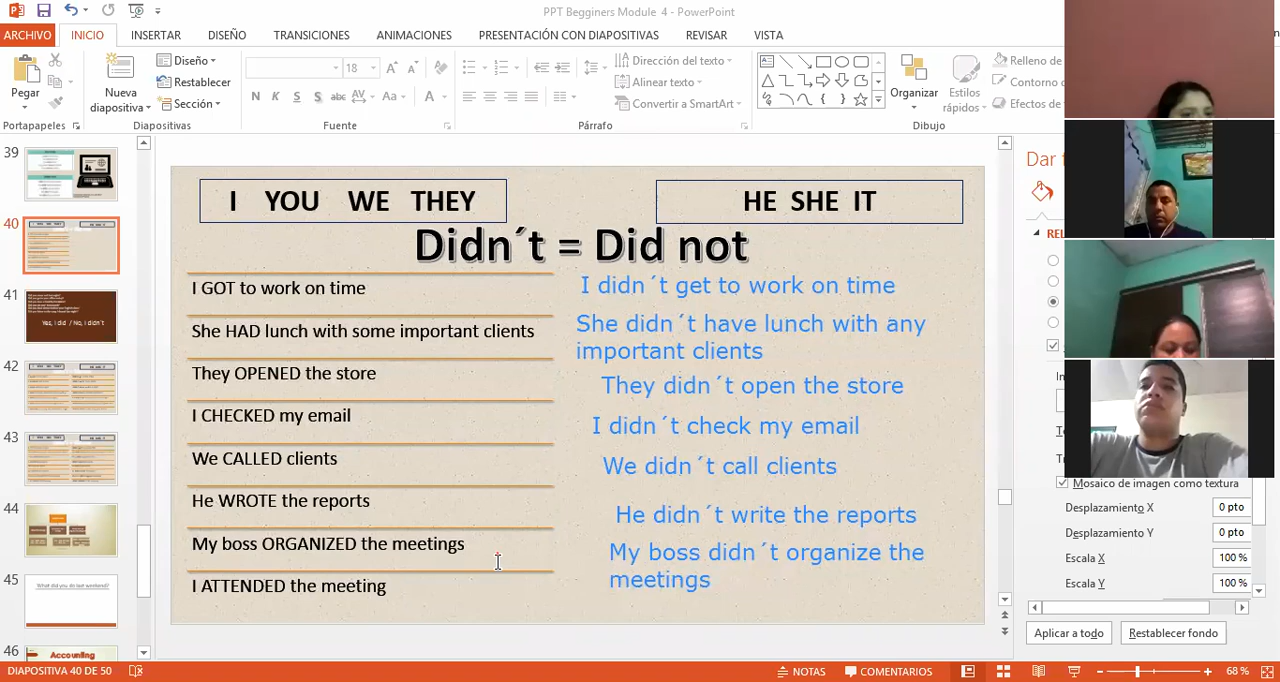 PPT Begginers Module  4 - PowerPoint
ARCHIVO INICIO INSERTAR DISEÑO TRANSICIONES ANIMACIONES PRESENTACIÓN CON DIAPOSITIVAS REVISAR VISTA
Pegar
Nueva
diapositiva
Diseño
Restablecer
Sección
18
N K S S abc AV Aa A
Dirección del texto
Alinear texto
Convertir a SmartArt
Organizar
Estilos
rápidos
Relleno de
Contorno
Efectos de
Portapapeles Diapositivas Fuente Párrafo Dibujo
39
40
41
Yes, I did / No, I didn´t
42
43
44
45
What did you do last weekend?
46
Accounting
I YOU WE THEY
HE SHE IT
Didn´t = Did not
I GOT to work on time
She HAD lunch with some important clients
They OPENED the store
I CHECKED my email
We CALLED clients
He WROTE the reports
My boss ORGANIZED the meetings
I ATTENDED the meeting
I didn´t get to work on time
She didn´t have lunch with any
important clients
They didn´t open the store
I didn´t check my email
We didn´t call clients
He didn´t write the reports
My boss didn´t organize the
meetings
Dar
Mosaico de imagen como textura
Desplazamiento X 0 pto
Desplazamiento Y 0 pto
Escala X 100 %
Escala Y 100 %
Aplicar a todo Restablecer fondo
DIAPOSITIVA 40 DE 50 NOTAS COMENTARIOS 68 %